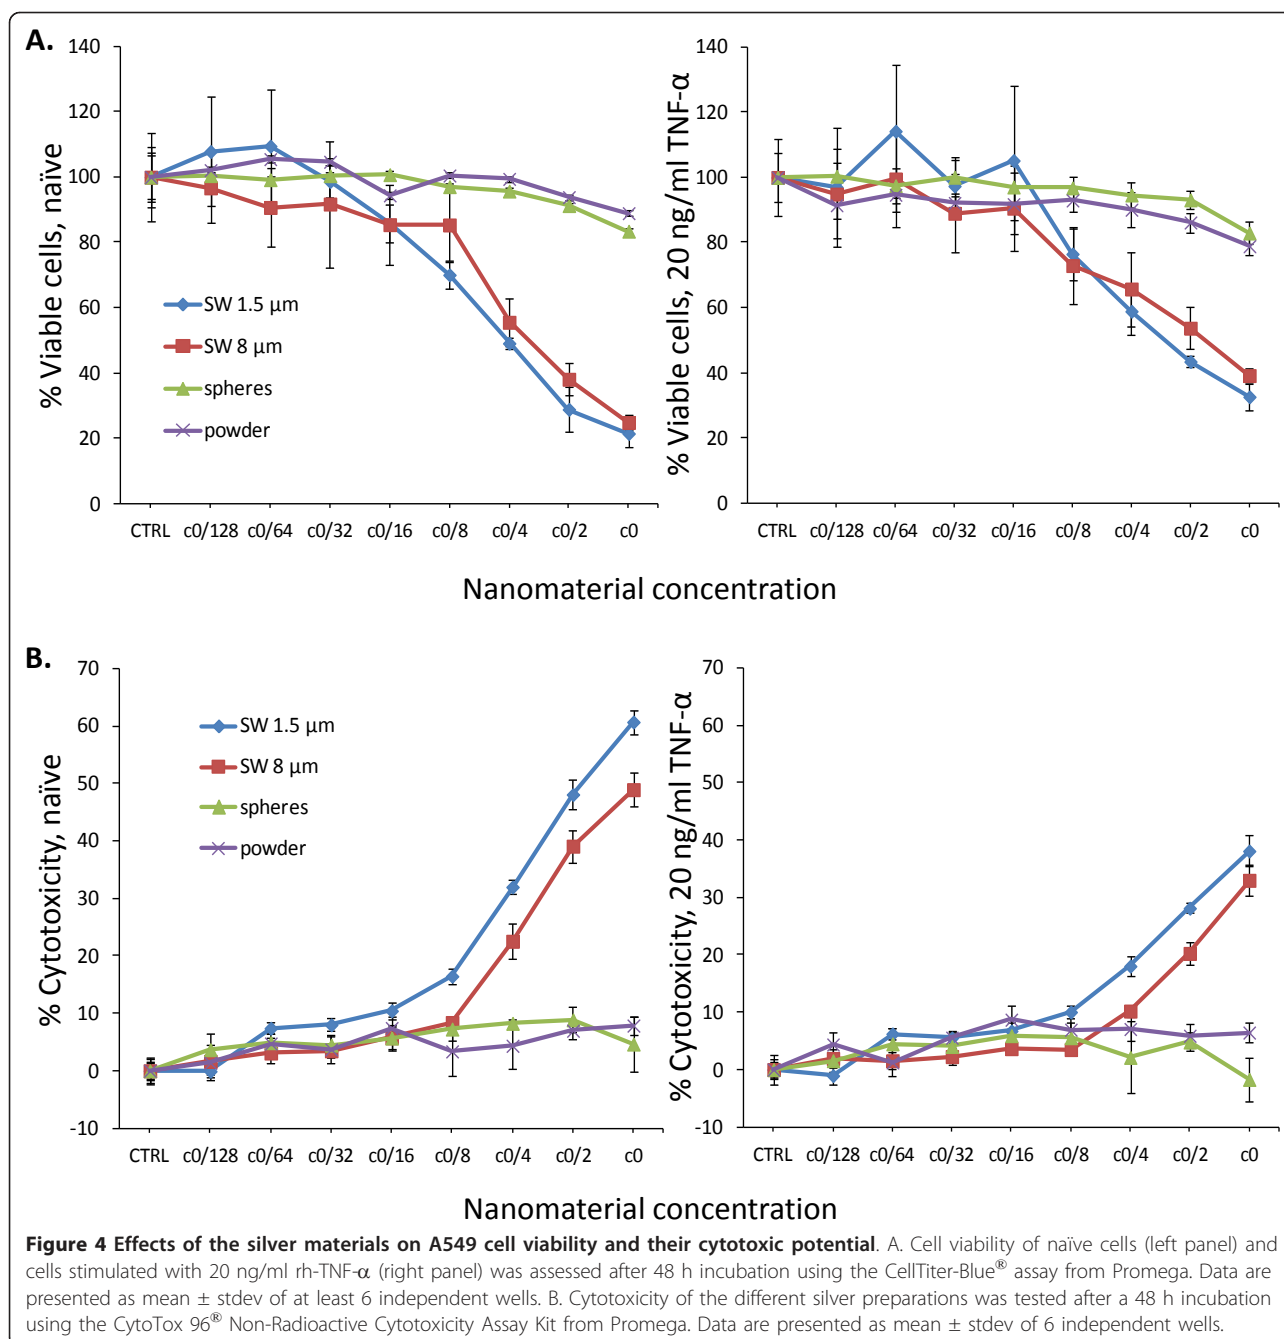 A.
% Viable cells, naïve
140
120
100
80
60
40
20
0
SW 1.5 µm
SW 8 µm
spheres
powder
CTRL c0/128 c0/64 c0/32 c0/16 c0/8 c0/4 c0/2 c0
% Viable cells, 20 ng/ml TNF-α
140
120
100
80
60
40
20
0
CTRL c0/128 c0/64 c0/32 c0/16 c0/8 c0/4 c0/2 c0
Nanomaterial concentration
B.
% Cytotoxicity, naïve
70
60
50
40
30
20
10
0
-10
SW 1.5 µm
SW 8 µm
spheres
powder
CTRL c0/128 c0/64 c0/32 c0/16 c0/8 c0/4 c0/2 c0
% Cytotoxicity, 20 ng/ml TNF-α
70
60
50
40
30
20
10
0
-10
CTRL c0/128 c0/64 c0/32 c0/16 c0/8 c0/4 c0/2 c0
Nanomaterial concentration
Figure 4 Effects of the silver materials on A549 cell viability and their cytotoxic potential. A. Cell viability of naïve cells (left panel) and
cells stimulated with 20 ng/ml rh-TNF-α (right panel) was assessed after 48 h incubation using the CellTiter-Blue® assay from Promega. Data are
presented as mean ± stdev of at least 6 independent wells. B. Cytotoxicity of the different silver preparations was tested after a 48 h incubation
using the CytoTox 96® Non-Radioactive Cytotoxicity Assay Kit from Promega. Data are presented as mean ± stdev of 6 independent wells.